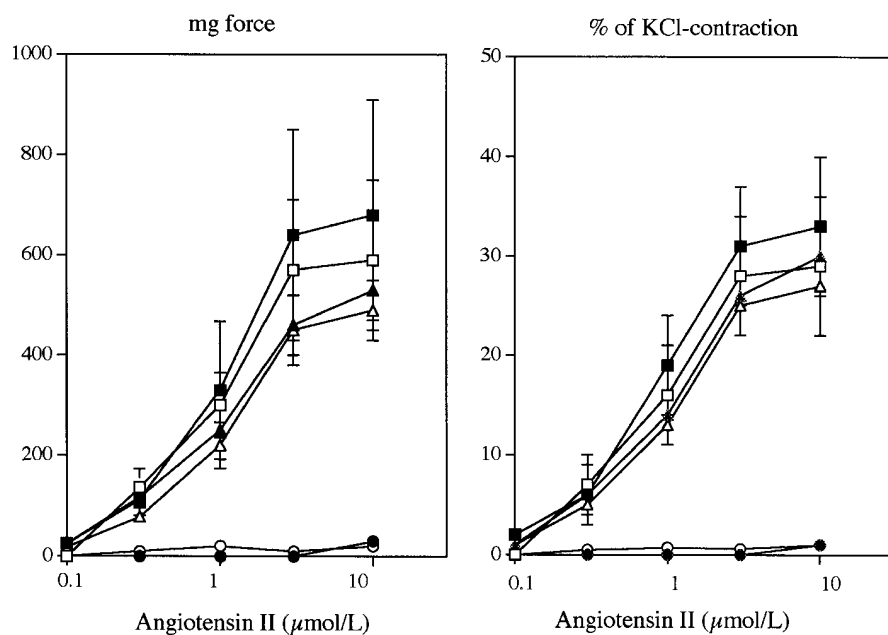 mg force
1000
800
600
400
200
0
0.1 1 10
Angiotensin II (µmol/L)
% of KCl-contraction
50
40
30
20
10
0
0.1 1 10
Angiotensin II (µmol/L)